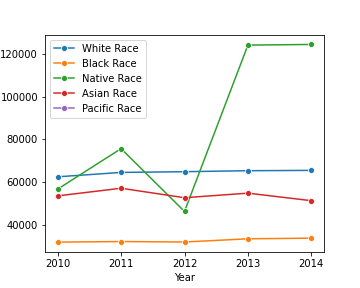 White Race
Black Race
Native Race
Asian Race
Pacific Race
120000
100000
80000
60000
40000
2010 2011 2012 2013 2014
Year